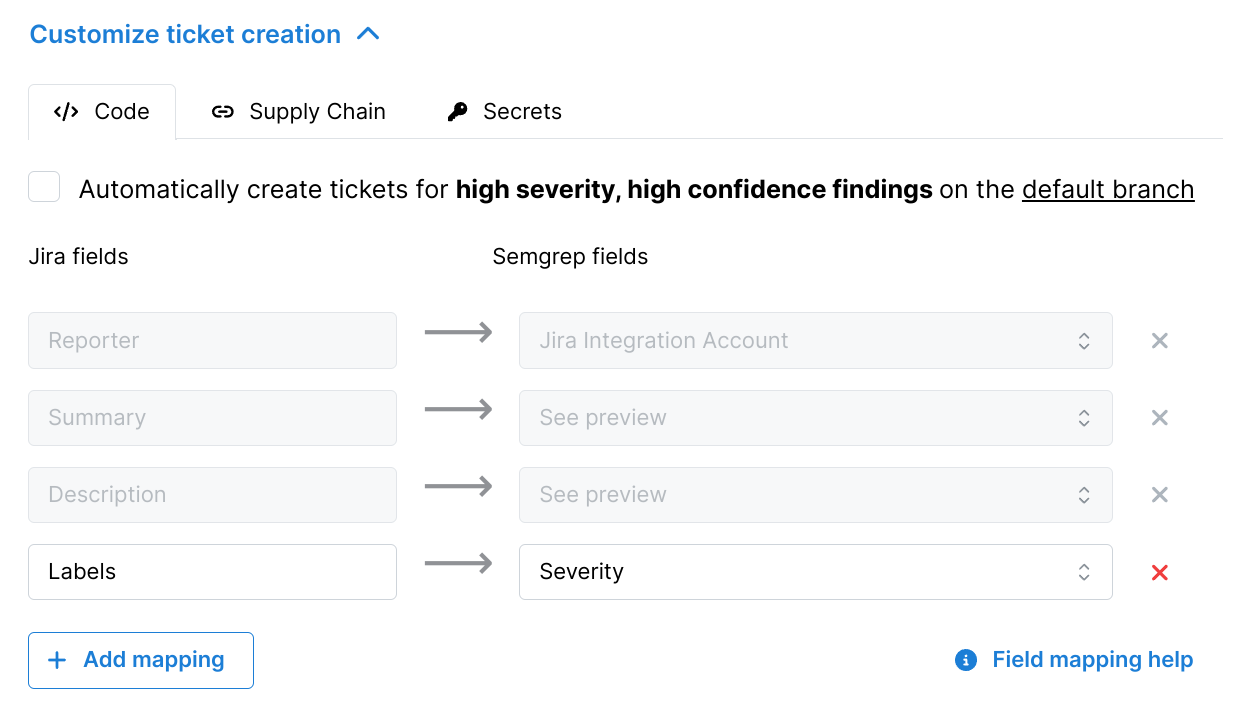 Customize ticket creation
Code Supply Chain Secrets
Automatically create tickets for high severity, high confidence findings on the default branch
Jira fields Semgrep fields
Reporter Jira Integration Account
Summary See preview
Description See preview
Labels Severity
Add mapping Field mapping help